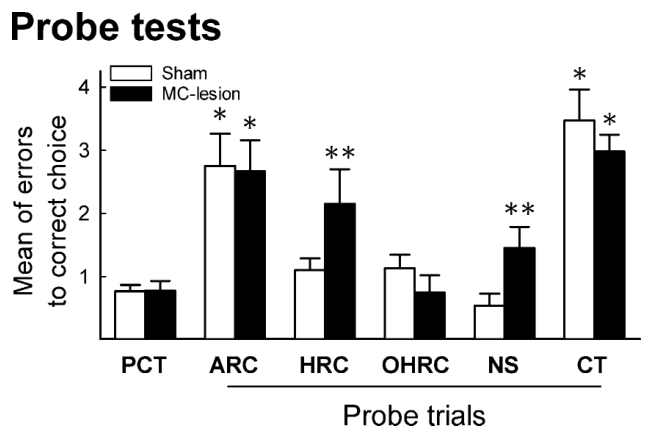 Probe tests
Sham
MC-lesion
Mean of errors
to correct choice
4
3
2
1
* * ** ** * *
PCT ARC HRC OHRC NS CT
Probe trials